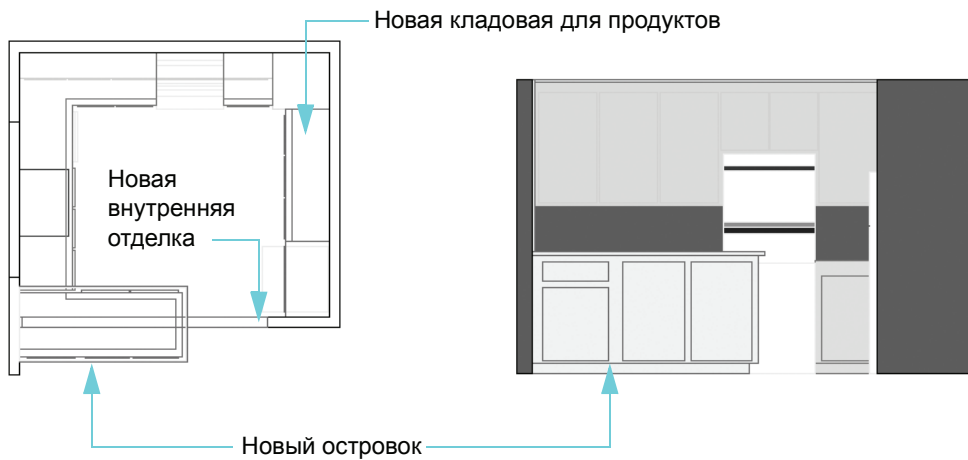 Новая кладовая для продуктов
Новая
внутренняя
отделка
Новый островок